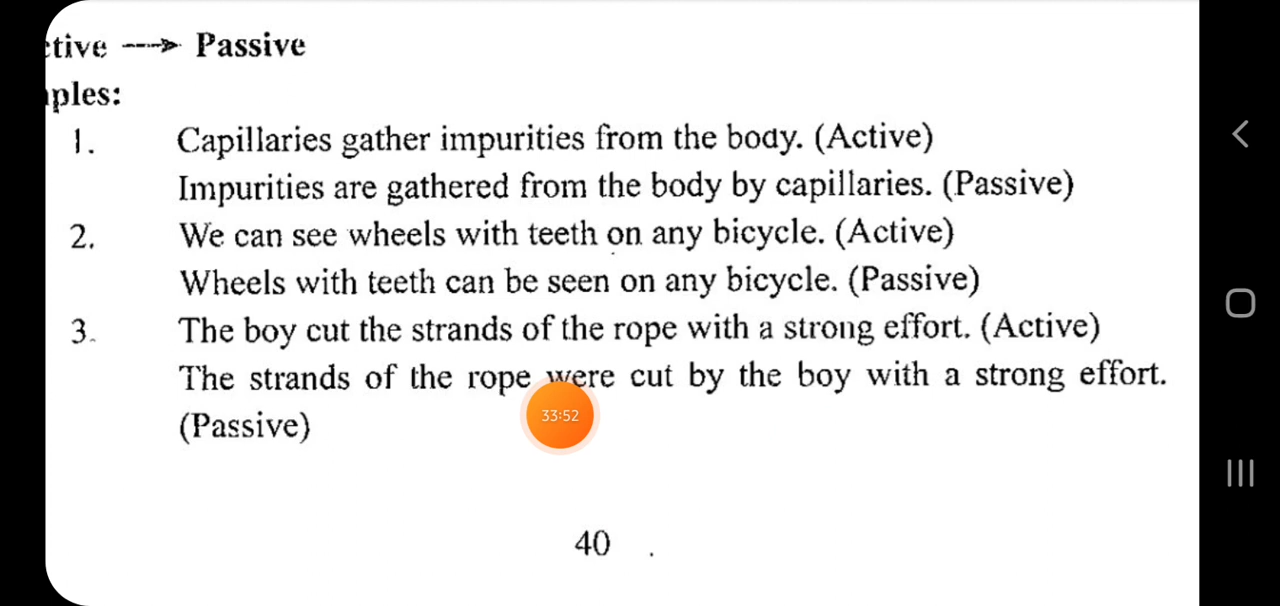 ctive ---> Passive
ples:
1. Capillaries gather impurities from the body. (Active)
Impurities are gathered from the body by capillaries. (Passive)
2. We can see wheels with teeth on any bicycle. (Active)
Wheels with teeth can be seen on any bicycle. (Passive)
3. The boy cut the strands of the rope with a strong effort. (Active)
The strands of the rope were cut by the boy with a strong effort.
(Passive)
33:52
40